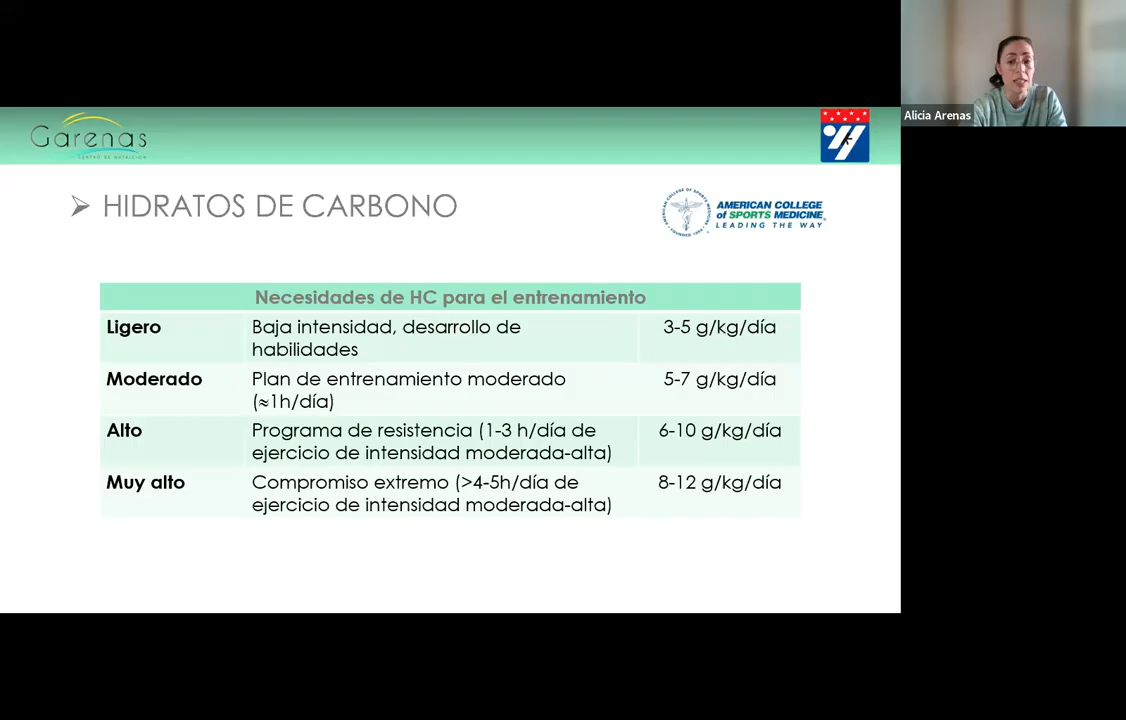 Garenas
CENTRO DE NUTRICIÓN
Alicia Arenas
HIDRATOS DE CARBONO
AMERICAN COLLEGE
of SPORTS MEDICINE
LEADING THE WAY
Necesidades de HC para el entrenamiento
Ligero
Baja intensidad, desarrollo de
habilidades
3-5 g/kg/día
Moderado
Plan de entrenamiento moderado
(≈1h/día)
5-7 g/kg/día
Alto
Programa de resistencia (1-3 h/día de
ejercicio de intensidad moderada-alta)
6-10 g/kg/día
Muy alto
Compromiso extremo (>4-5h/día de
ejercicio de intensidad moderada-alta)
8-12 g/kg/día